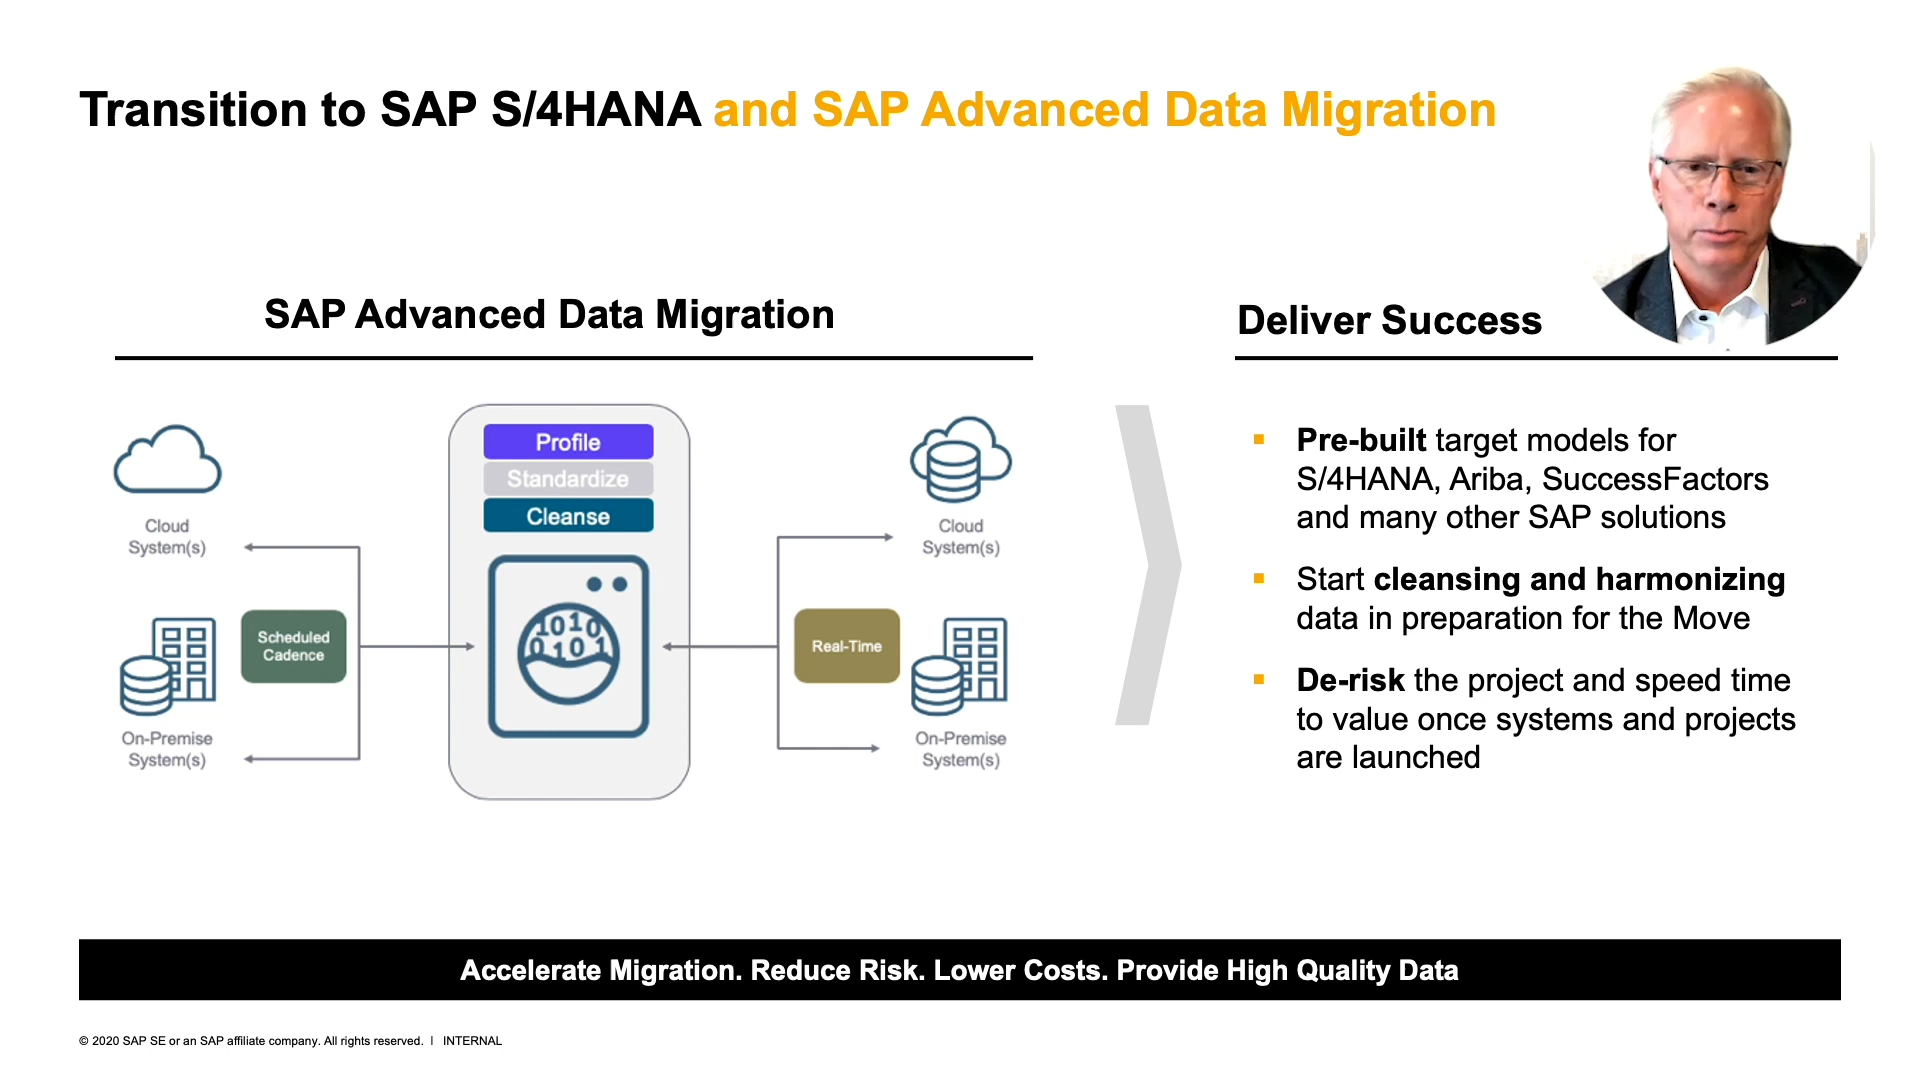 Transition to SAP S/4HANA and SAP Advanced Data Migration
SAP Advanced Data Migration
Cloud
System(s)
On-Premise
System(s)
Scheduled
Cadence
Profile
Standardize
Cleanse
1010
0101
Real-Time
Cloud
System(s)
On-Premise
System(s)
Deliver Success
▪ Pre-built target models for
S/4HANA, Ariba, SuccessFactors
and many other SAP solutions
▪ Start cleansing and harmonizing
data in preparation for the Move
▪ De-risk the project and speed time
to value once systems and projects
are launched
Accelerate Migration. Reduce Risk. Lower Costs. Provide High Quality Data
© 2020 SAP SE or an SAP affiliate company. All rights reserved. | INTERNAL